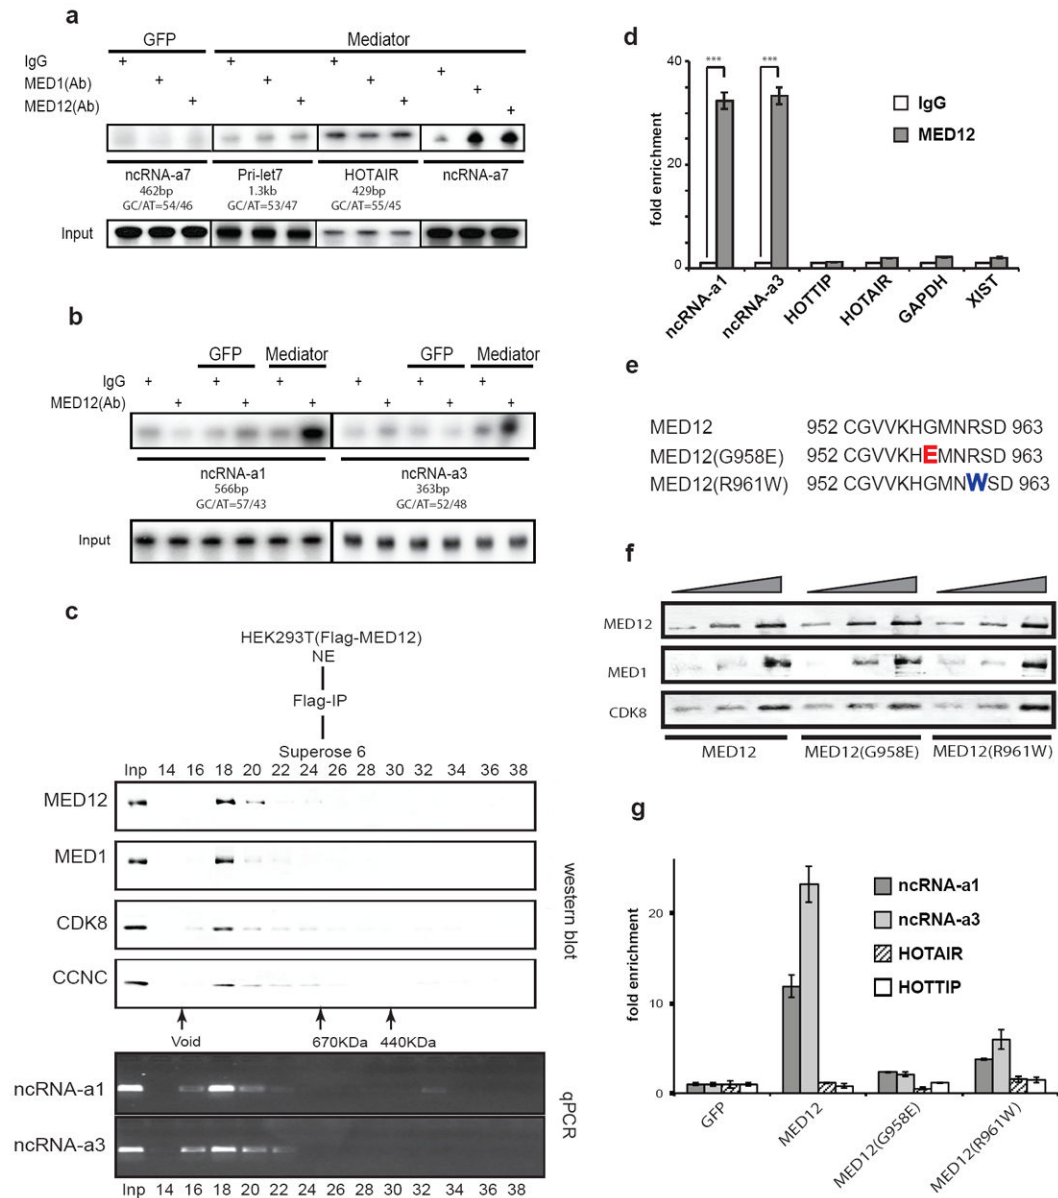 a
GFP Mediator
IgG + + + +
MED1(Ab) + + + +
MED12(Ab) + + + +
ncRNA-a7 Pri-let7 HOTAIR ncRNA-a7
462bp 1.3kb 429bp
GC/AT=54/46 GC/AT=53/47 GC/AT=55/45
Input
b
GFP Mediator GFP Mediator
IgG + + + + + +
MED12(Ab) + + + + + +
ncRNA-a1 ncRNA-a3
566bp 363bp
GC/AT=57/43 GC/AT=52/48
Input
c
HEK293T(Flag-MED12)
NE
Flag-IP
Superose 6
Inp 14 16 18 20 22 24 26 28 30 32 34 36 38
MED12
MED1
CDK8
CCNC
western blot
Void 670KDa 440KDa
ncRNA-a1
ncRNA-a3
qPCR
Inp 14 16 18 20 22 24 26 28 30 32 34 36 38
d
fold enrichment
40
0
*** ***
IgG
MED12
ncRNA-a1 ncRNA-a3 HOTTIP HOTAIR GAPDH XIST
e
MED12 952 CGVVKHGMNRSD 963
MED12(G958E) 952 CGVVKHEMNRSD 963
MED12(R961W) 952 CGVVKHGMNWSD 963
f
MED12
MED1
CDK8
MED12 MED12(G958E) MED12(R961W)
g
fold enrichment
20
10
0
ncRNA-a1
ncRNA-a3
HOTAIR
HOTTIP
GFP MED12 MED12(G958E) MED12(R961W)